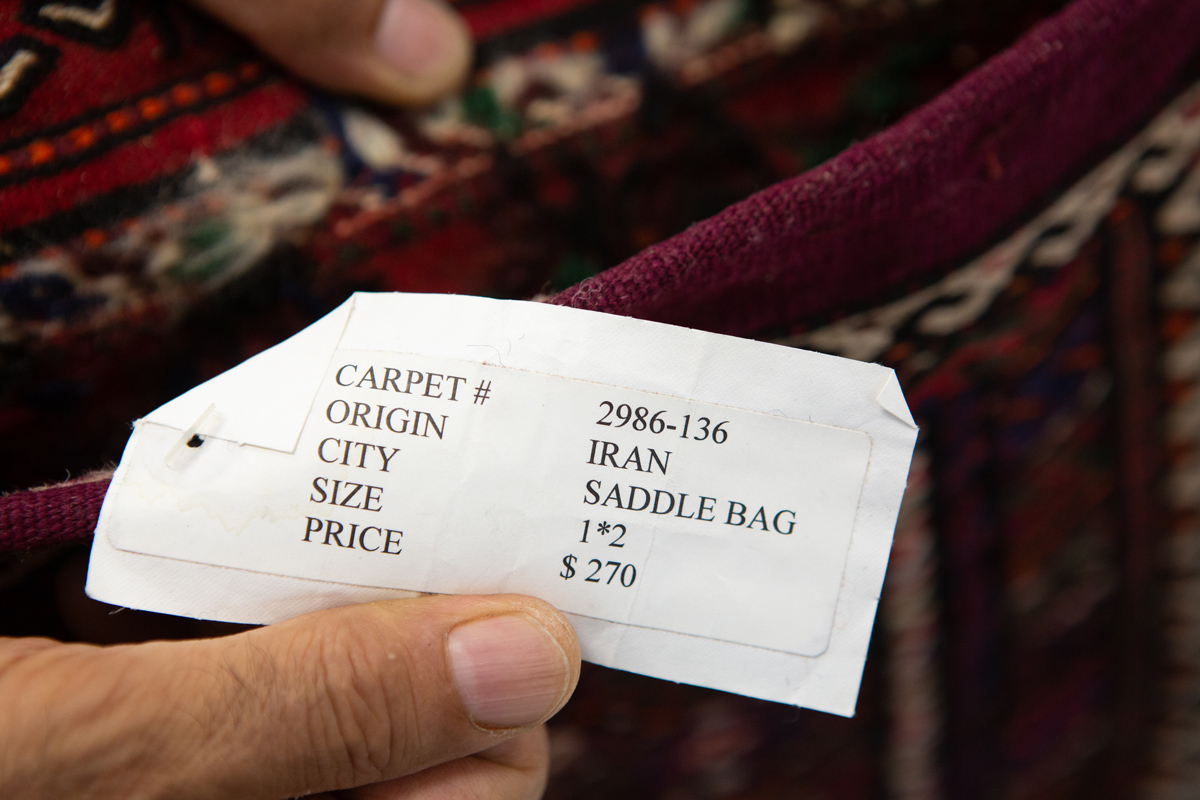 CARPET # 2986-136
ORIGIN IRAN
CITY SADDLE BAG
SIZE 1*2
PRICE $ 270